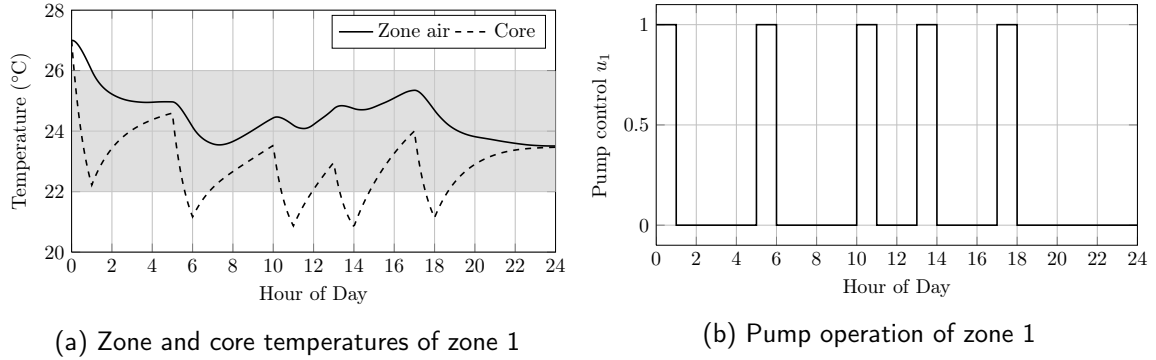 Zone air
Core
28
26
24
22
20
Temperature (°C)
0 2 4 6 8 10 12 14 16 18 20 22 24
Hour of Day
(a) Zone and core temperatures of zone 1
1
0.5
0
Pump control u₁
0 2 4 6 8 10 12 14 16 18 20 22 24
Hour of Day
(b) Pump operation of zone 1